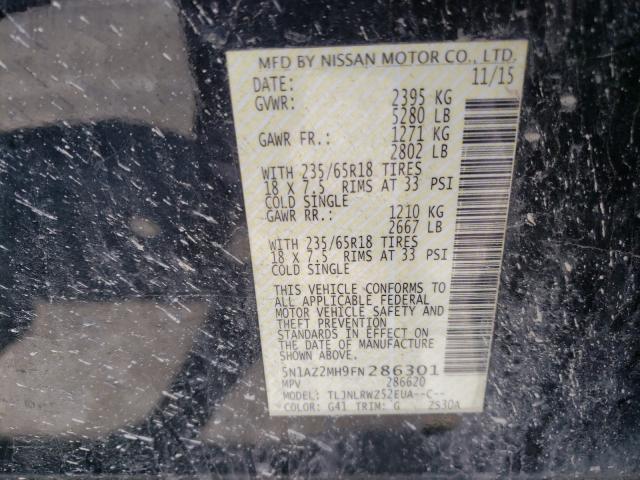 MFD BY NISSAN MOTOR CO., LTD.
DATE: 11/15
GVWR: 2395 KG
5280 LB
GAWR FR.: 1271 KG
2802 LB
WITH 235/65R18 TIRES
18 X 7.5 RIMS AT 33 PSI
COLD SINGLE
GAWR RR.: 1210 KG
2667 LB
WITH 235/65R18 TIRES
18 X 7.5 RIMS AT 33 PSI
COLD SINGLE
THIS VEHICLE CONFORMS TO
ALL APPLICABLE FEDERAL
MOTOR VEHICLE SAFETY AND
THEFT PREVENTION
STANDARDS IN EFFECT ON
THE DATE OF MANUFACTURE
SHOWN ABOVE.
5N1AZ2MH9FN286301
MPV 286620
MODEL: TLJNLRWZ52EUA--C--
COLOR: G41 TRIM: G ZS30A